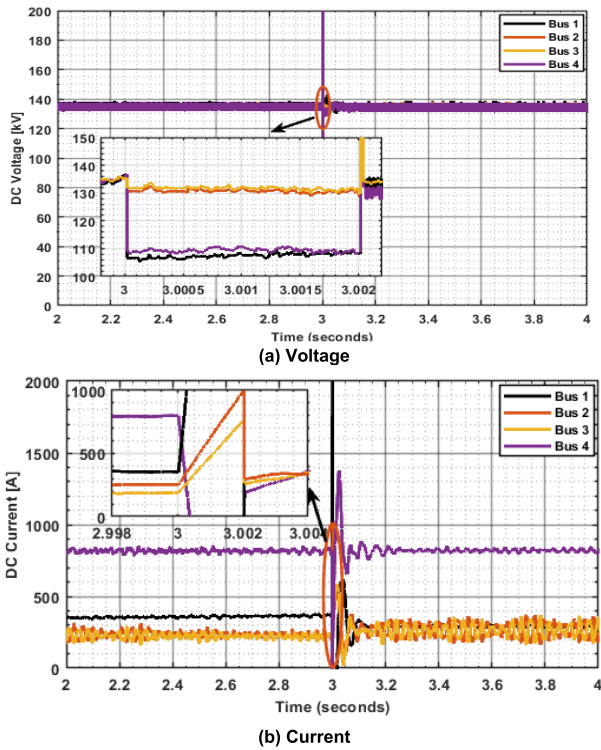 200
180
160
140
120
100
80
60
40
20
0
DC Voltage [kV]
Bus 1
Bus 2
Bus 3
Bus 4
150
140
130
120
110
100
3 3.0005 3.001 3.0015 3.002
2 2.2 2.4 2.6 2.8 3 3.2 3.4 3.6 3.8 4
Time (seconds)
(a) Voltage
2000
1500
1000
500
0
DC Current [A]
Bus 1
Bus 2
Bus 3
Bus 4
1000
500
0
2.998 3 3.002 3.004
2 2.2 2.4 2.6 2.8 3 3.2 3.4 3.6 3.8 4
Time (seconds)
(b) Current